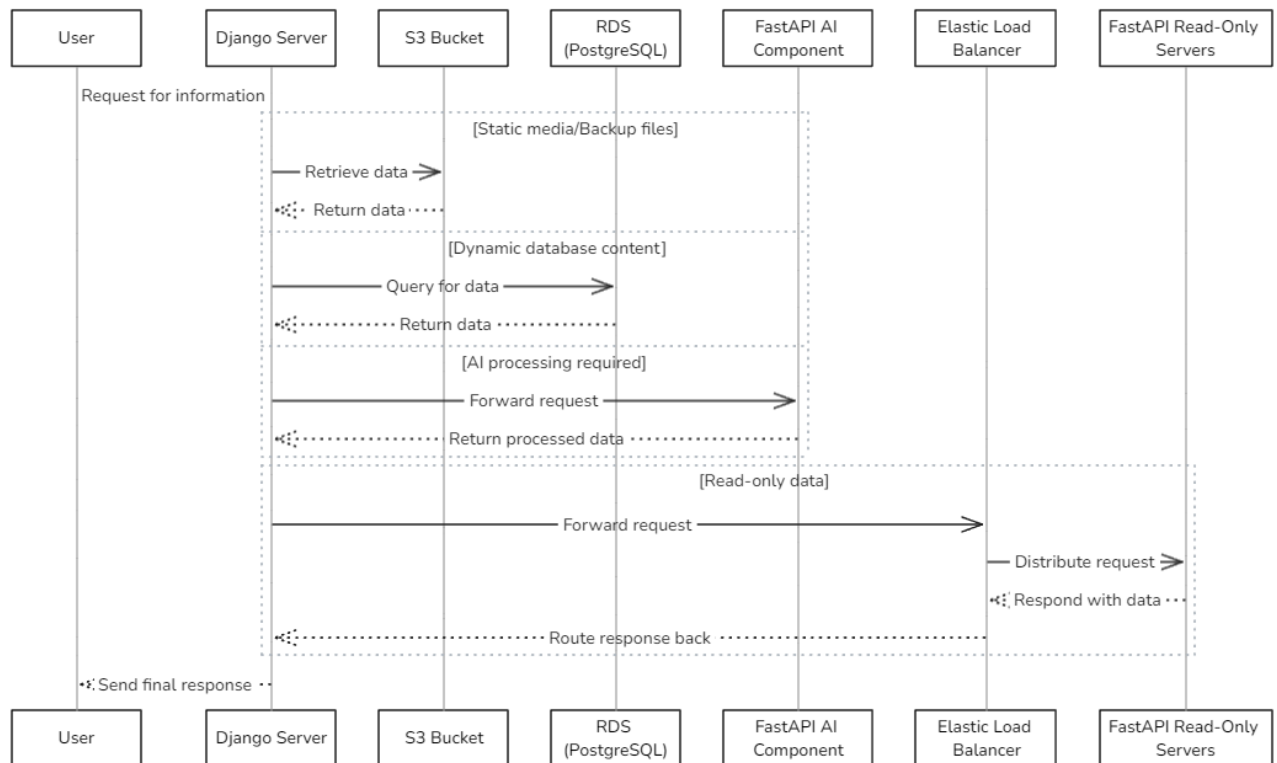 User
Django Server
S3 Bucket
RDS
(PostgreSQL)
FastAPI AI
Component
Elastic Load
Balancer
FastAPI Read-Only
Servers
Request for information
[Static media/Backup files]
Retrieve data
Return data
[Dynamic database content]
Query for data
Return data
[AI processing required]
Forward request
Return processed data
[Read-only data]
Forward request
Distribute request
Respond with data
Route response back
Send final response
User
Django Server
S3 Bucket
RDS
(PostgreSQL)
FastAPI AI
Component
Elastic Load
Balancer
FastAPI Read-Only
Servers